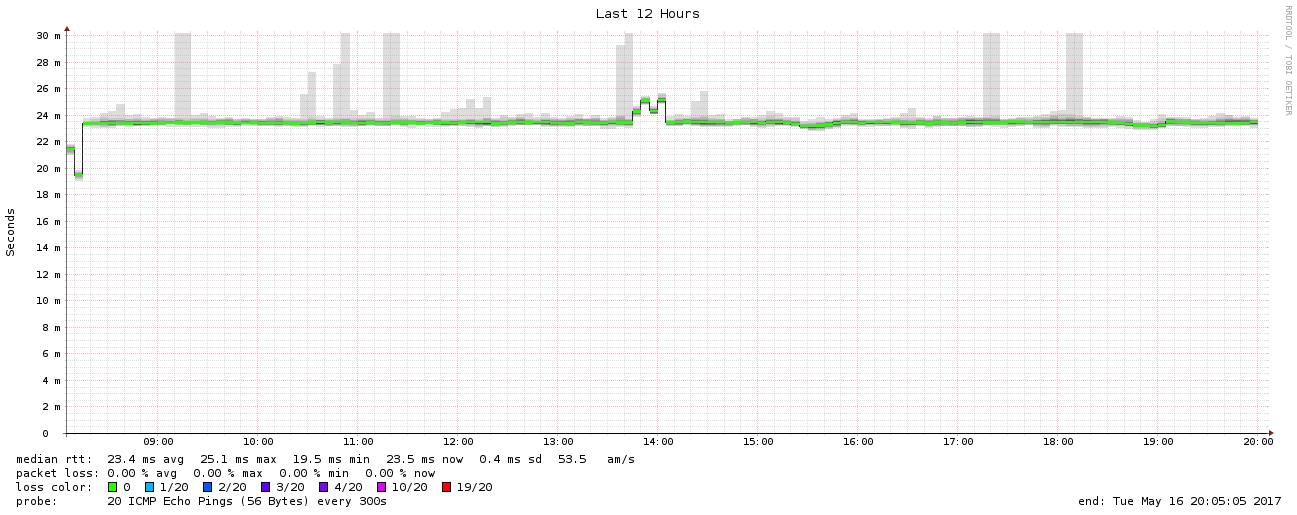 Last 12 Hours
RRDTOOL / TOBI OETIKER
Seconds
30 m
28 m
26 m
24 m
22 m
20 m
18 m
16 m
14 m
12 m
10 m
8 m
6 m
4 m
2 m
0
09:00 10:00 11:00 12:00 13:00 14:00 15:00 16:00 17:00 18:00 19:00 20:00
median rtt: 23.4 ms avg 25.1 ms max 19.5 ms min 23.5 ms now 0.4 ms sd 53.5 am/s
packet loss: 0.00 % avg 0.00 % max 0.00 % min 0.00 % now
loss color: 0 1/20 2/20 3/20 4/20 10/20 19/20
probe: 20 ICMP Echo Pings (56 Bytes) every 300s end: Tue May 16 20:05:05 2017